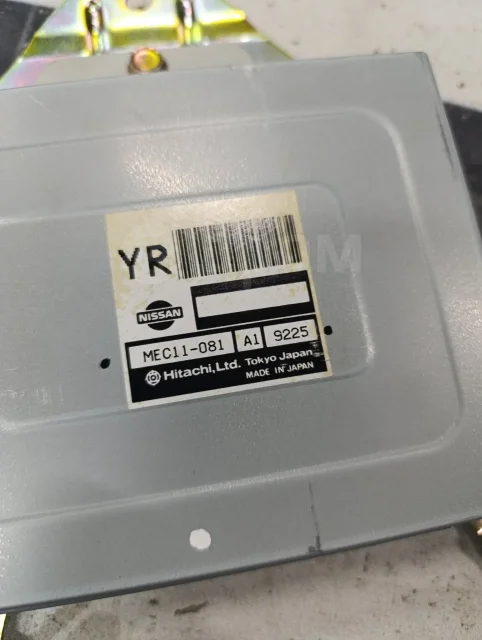 YR
NISSAN
MEC11-081 A1 9225
Hitachi, Ltd. Tokyo Japan
MADE IN JAPAN